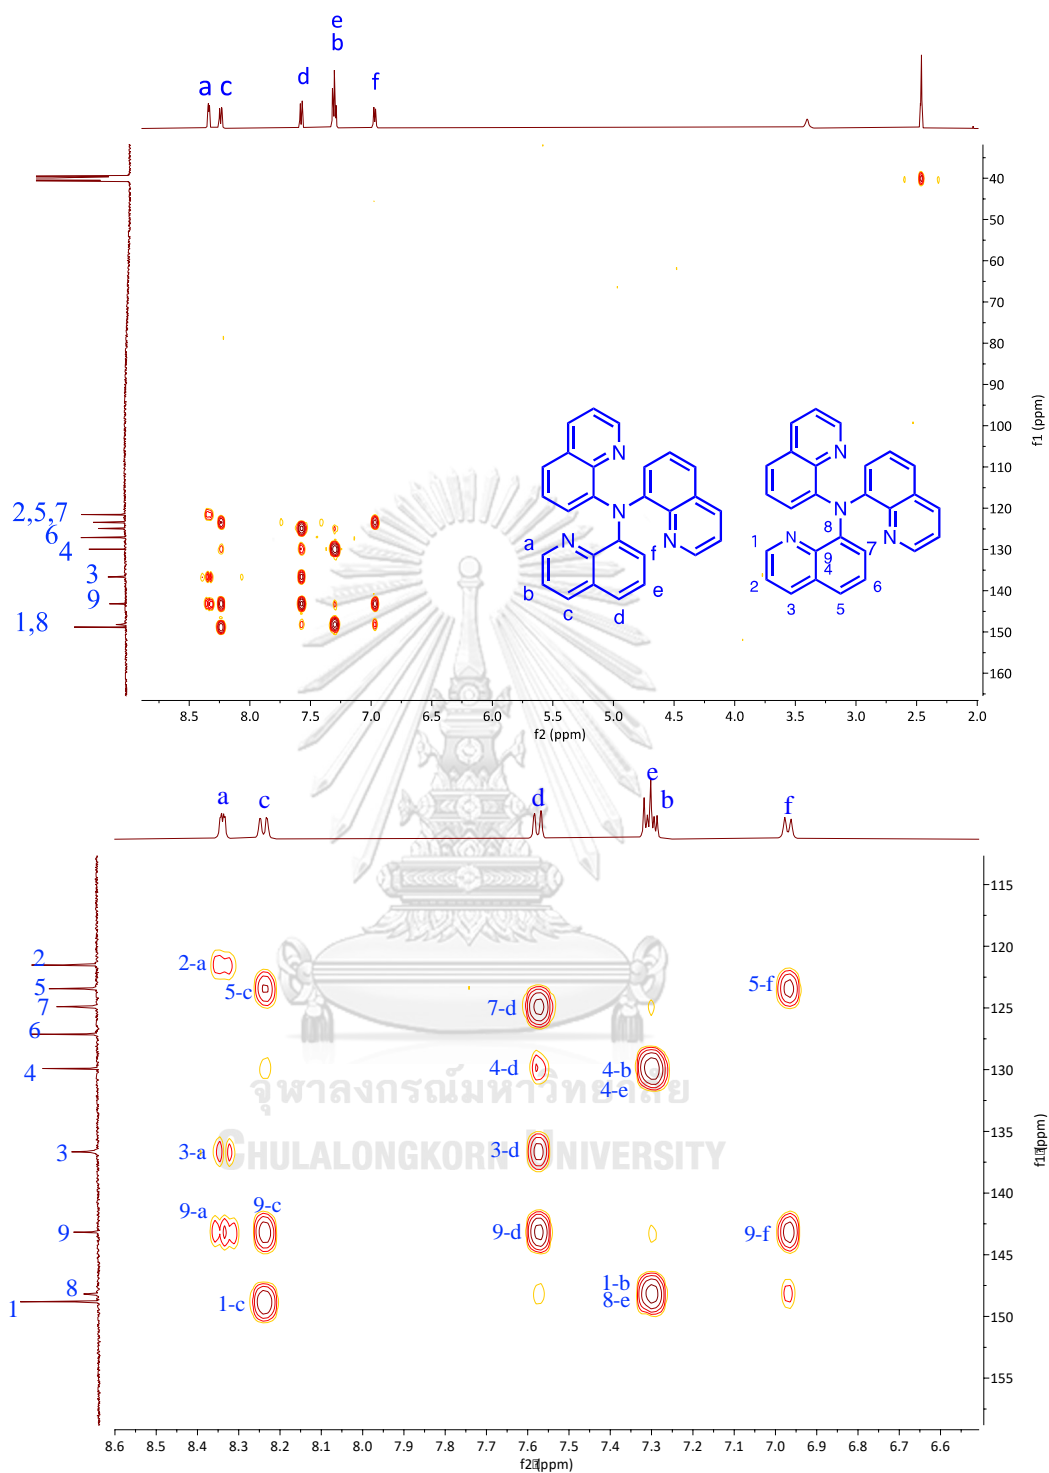 e
b
a c
d
f
40
50
60
70
80
90
100
110
120
130
140
150
160
f1 (ppm)
2,5,7
6
4
3
9
1,8
N
N
N
N
a
b
c
d
e
f
N
N
N
N
1
2
3
4
5
6
7
8
9
8.5 8.0 7.5 7.0 6.5 6.0 5.5 5.0 4.5 4.0 3.5 3.0 2.5 2.0
f2 (ppm)
a
c
d
e
b
f
2
5
7
6
4
3
9
8
1
2-a
5-c
7-d
5-f
4-d
4-b
4-e
3-a
3-d
9-a
9-c
9-d
9-f
1-c
1-b
8-e
115
120
125
130
135
140
145
150
155
f1 (ppm)
จุฬาลงกรณ์มหาวิทยาลัย
CHULALONGKORN UNIVERSITY
8.6 8.5 8.4 8.3 8.2 8.1 8.0 7.9 7.8 7.7 7.6 7.5 7.4 7.3 7.2 7.1 7.0 6.9 6.8 6.7 6.6
f2 (ppm)